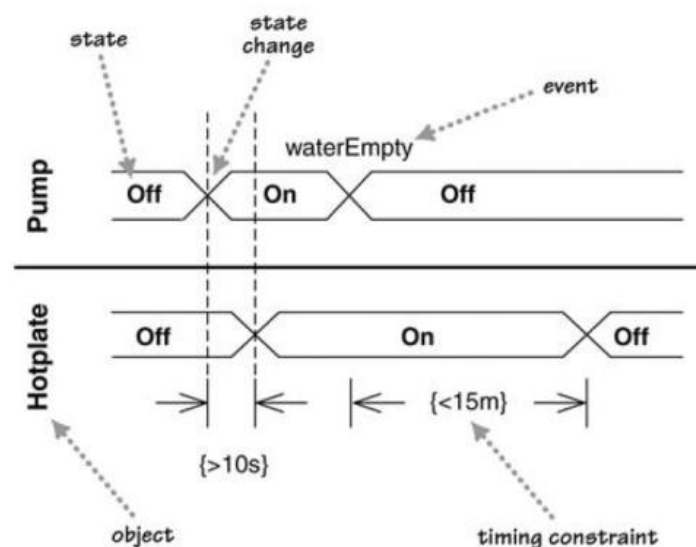 state
state
change
event
waterEmpty
Pump
Off
On
Off
Hotplate
Off
On
Off
{>10s}
{<15m}
object
timing constraint